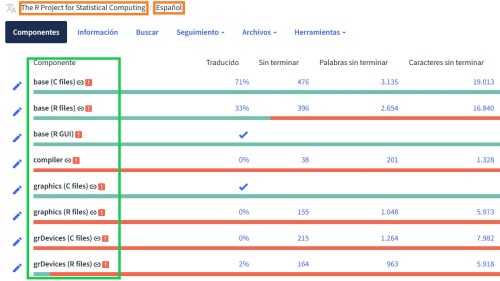 The R Project for Statistical Computing Español
Componentes Información Buscar Seguimiento Archivos Herramientas
Componente Traducido Sin terminar Palabras sin terminar Caracteres sin terminar
base (C files) 71% 476 3.135 19.013
base (R files) 33% 396 2.654 16.840
base (R GUI)
compiler 0% 38 201 1.328
graphics (C files)
graphics (R files) 0% 155 1.048 5.973
grDevices (C files) 0% 215 1.264 7.982
grDevices (R files) 2% 164 963 5.918